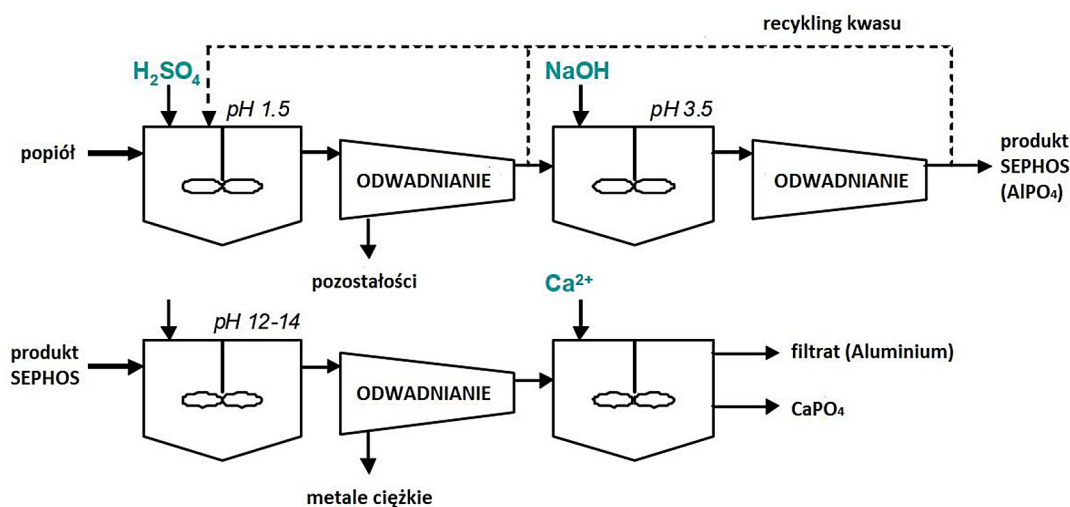 recykling kwasu
H₂SO₄
NaOH
pH 1.5
pH 3.5
popiół
ODWADNIANIE
ODWADNIANIE
produkt
SEPHOS
(AlPO₄)
pozostałości
Ca²⁺
pH 12-14
produkt
SEPHOS
ODWADNIANIE
filtrat (Aluminium)
CaPO₄
metale ciężkie